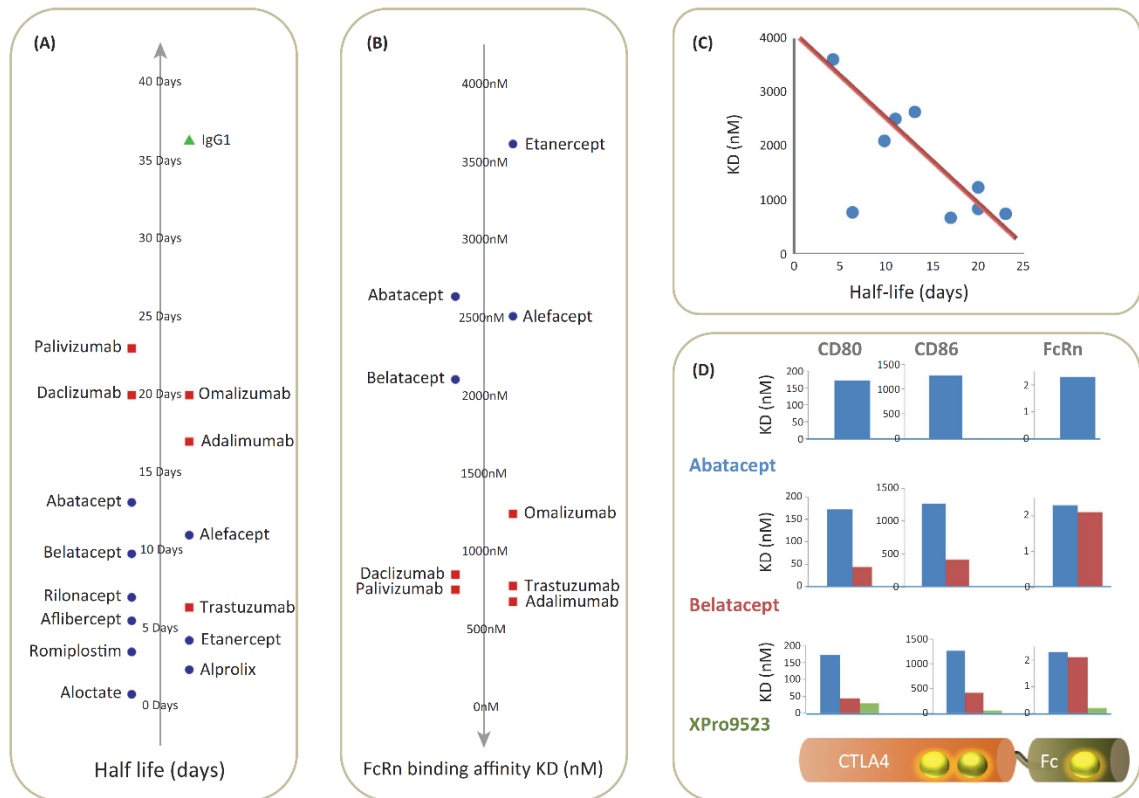 (A)
40 Days
IgG1
35 Days
30 Days
25 Days
Palivizumab
Daclizumab
20 Days
Omalizumab
Adalimumab
15 Days
Abatacept
Alefacept
Belatacept
10 Days
Rilonacept
Trastuzumab
Aflibercept
5 Days
Etanercept
Romiplostim
Alprolix
Aloctate
0 Days
Half life (days)
(B)
4000nM
Etanercept
3500nM
3000nM
Abatacept
2500nM
Alefacept
Belatacept
2000nM
1500nM
Omalizumab
1000nM
Daclizumab
Palivizumab
Trastuzumab
Adalimumab
500nM
0nM
FcRn binding affinity KD (nM)
(C)
4000
3000
2000
1000
0
KD (nM)
0 5 10 15 20 25
Half-life (days)
(D)
CD80 CD86 FcRn
KD (nM)
200
150
100
50
0
1500
1000
500
0
2
1
0
Abatacept
KD (nM)
200
150
100
50
0
1500
1000
500
0
2
1
0
Belatacept
KD (nM)
200
150
100
50
0
1500
1000
500
0
2
1
0
XPro9523
CTLA4 Fc